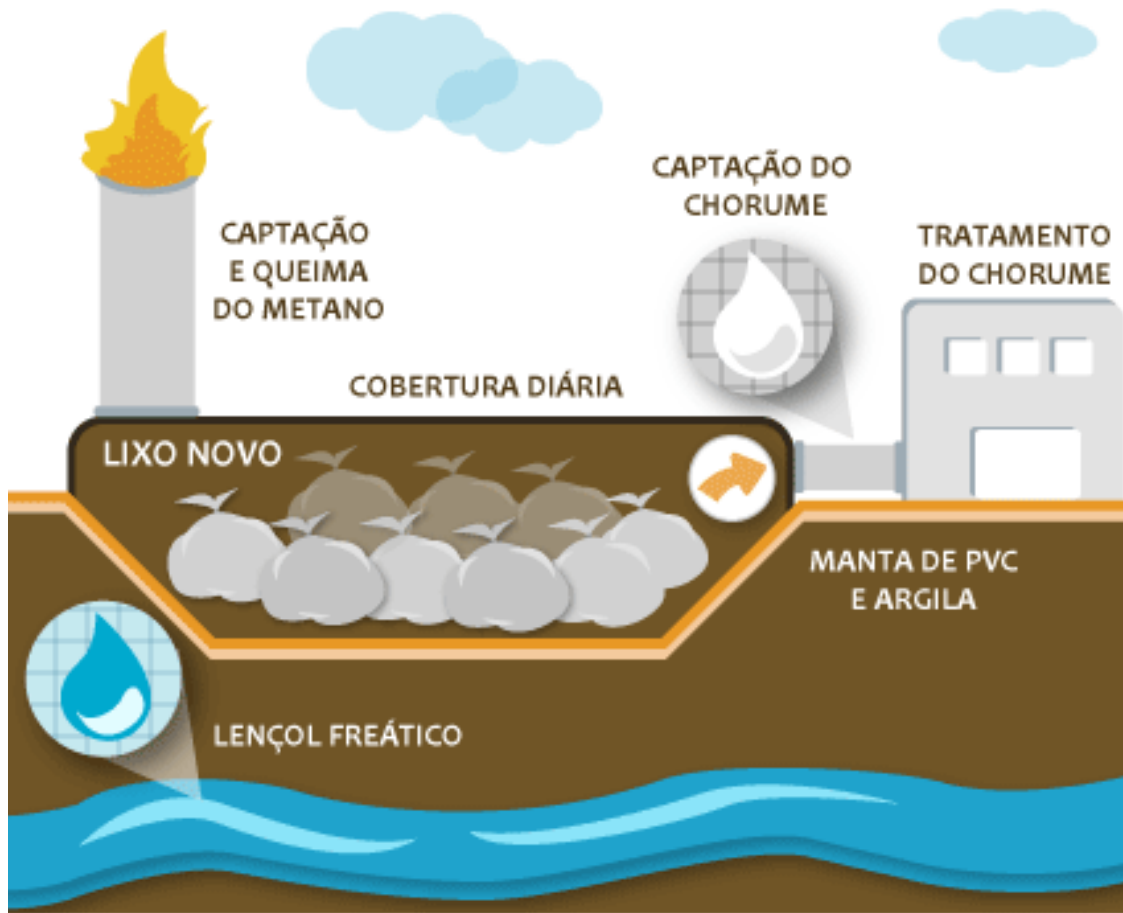 CAPTAÇÃO DO
CHORUME
CAPTAÇÃO
E QUEIMA
DO METANO
TRATAMENTO
DO CHORUME
COBERTURA DIÁRIA
LIXO NOVO
MANTA DE PVC
E ARGILA
LENÇOL FREÁTICO